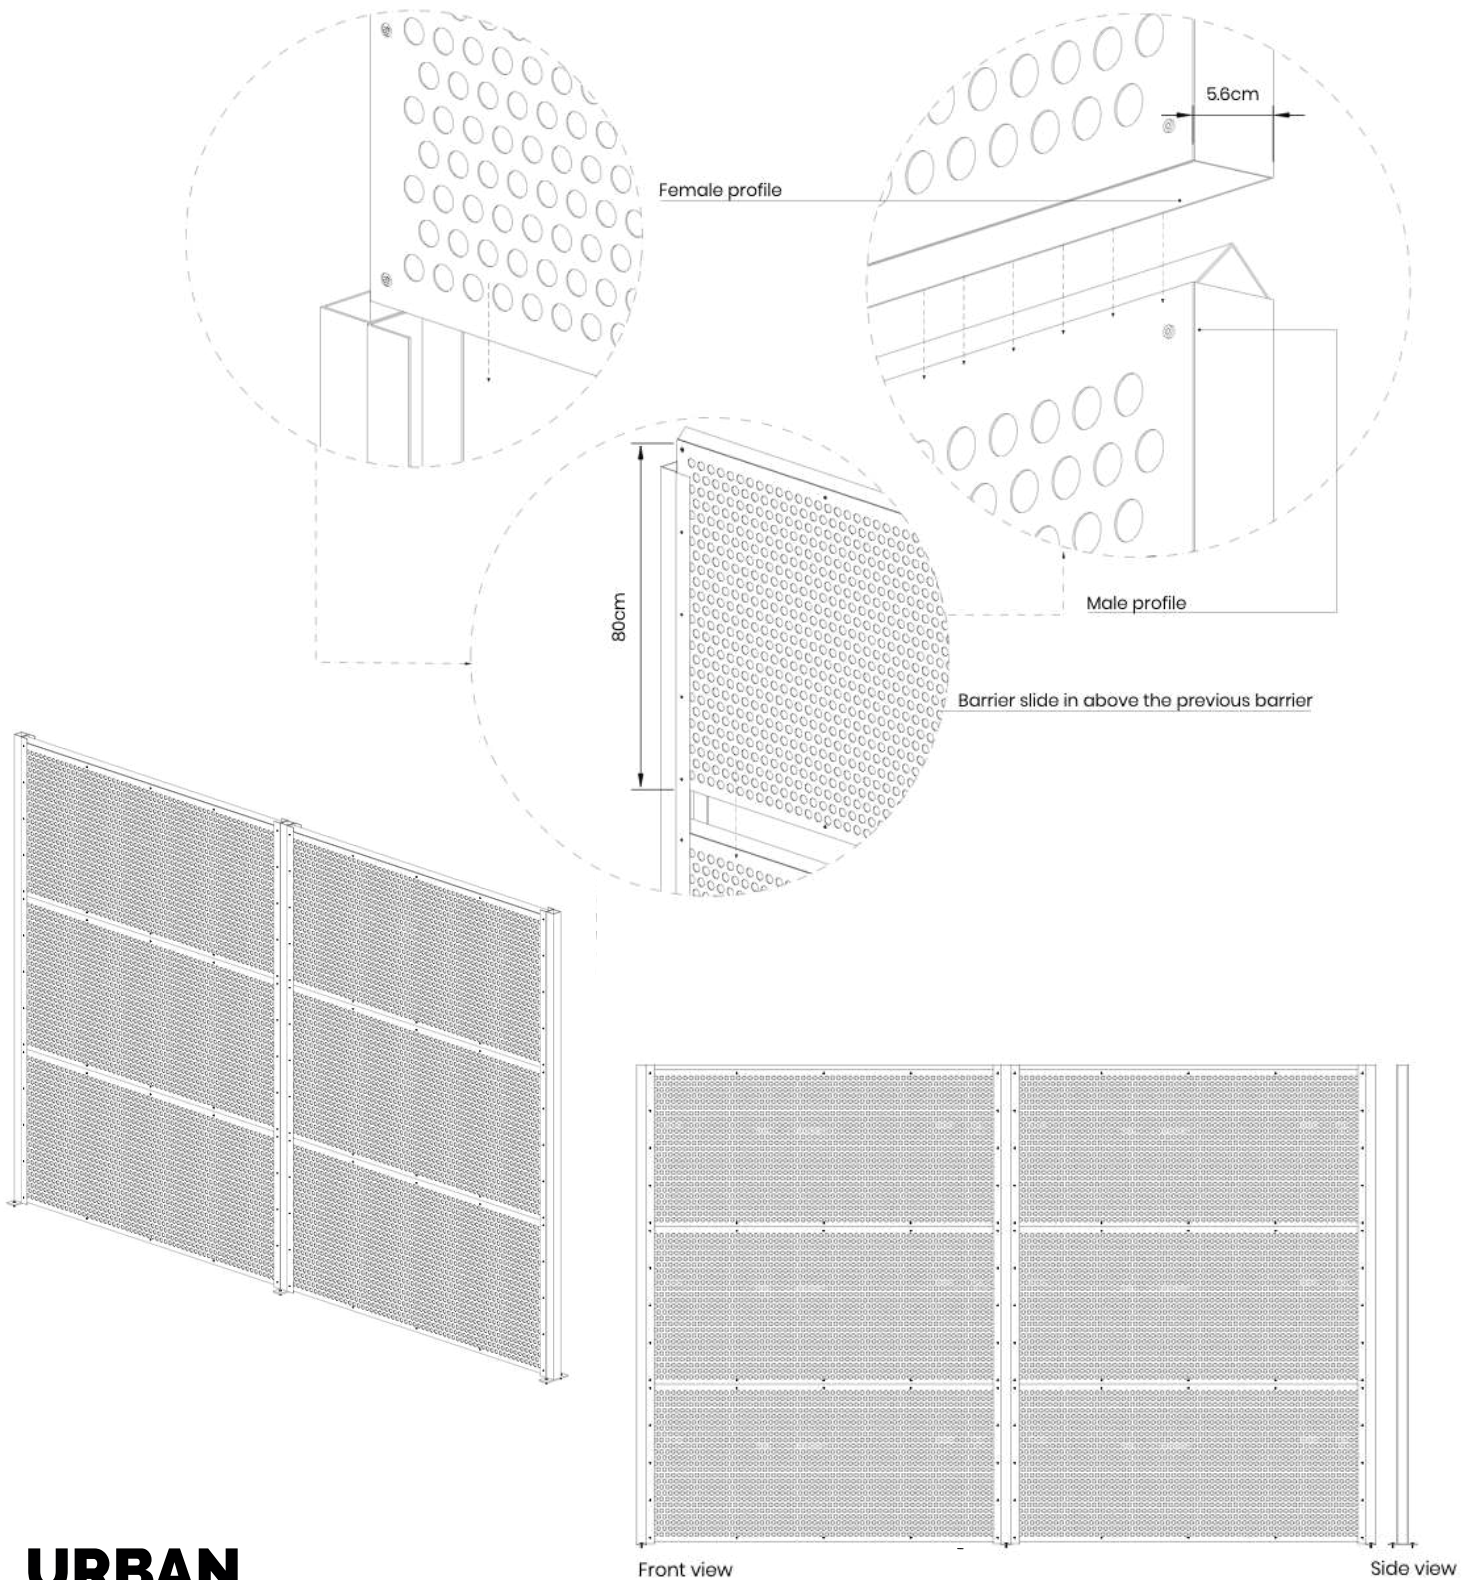 5.6cm
Female profile
80cm
Male profile
Barrier slide in above the previous barrier
URBAN
Front view
Side view